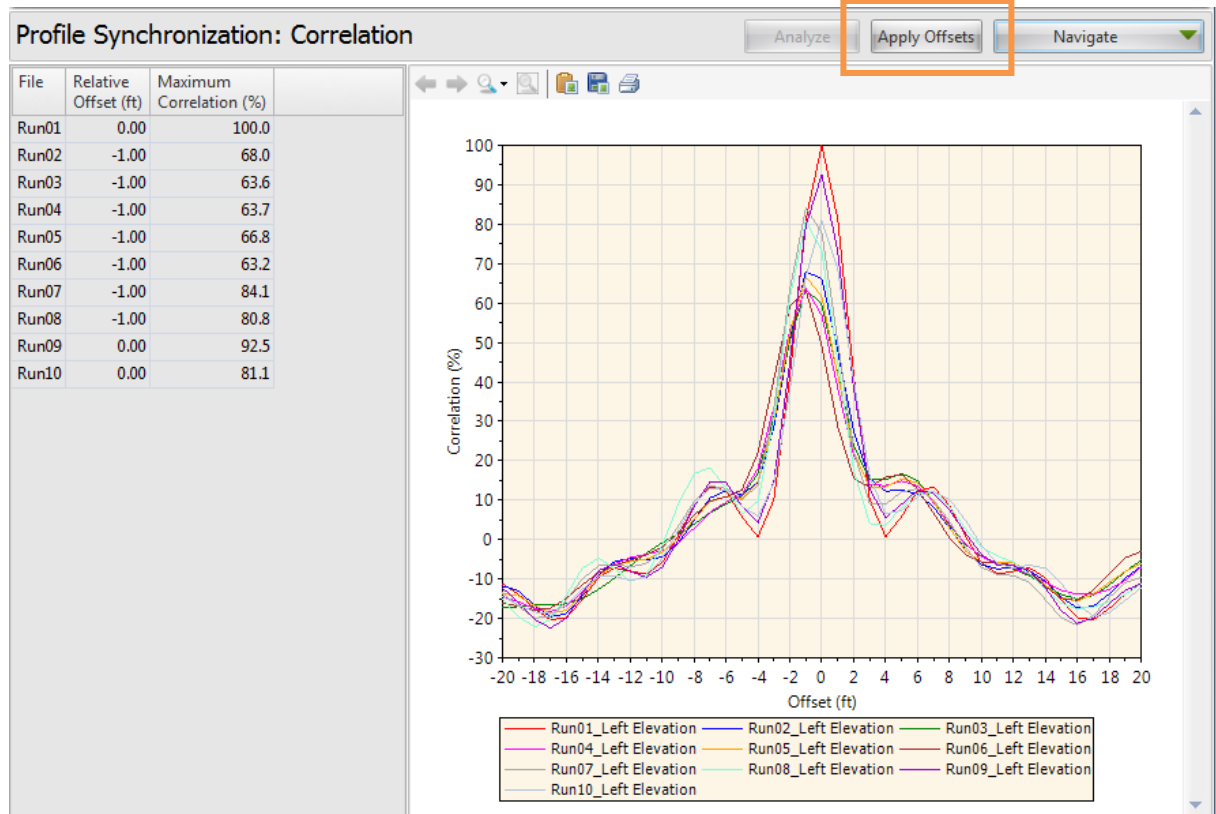 Profile Synchronization: Correlation
Analyze
Apply Offsets
Navigate
File Relative Offset (ft) Maximum Correlation (%)
Run01 0.00 100.0
Run02 -1.00 68.0
Run03 -1.00 63.6
Run04 -1.00 63.7
Run05 -1.00 66.8
Run06 -1.00 63.2
Run07 -1.00 84.1
Run08 -1.00 80.8
Run09 0.00 92.5
Run10 0.00 81.1
Correlation (%)
100
90
80
70
60
50
40
30
20
10
0
-10
-20
-30
-20 -18 -16 -14 -12 -10 -8 -6 -4 -2 0 2 4 6 8 10 12 14 16 18 20
Offset (ft)
Run01_Left Elevation Run02_Left Elevation Run03_Left Elevation
Run04_Left Elevation Run05_Left Elevation Run06_Left Elevation
Run07_Left Elevation Run08_Left Elevation Run09_Left Elevation
Run10_Left Elevation